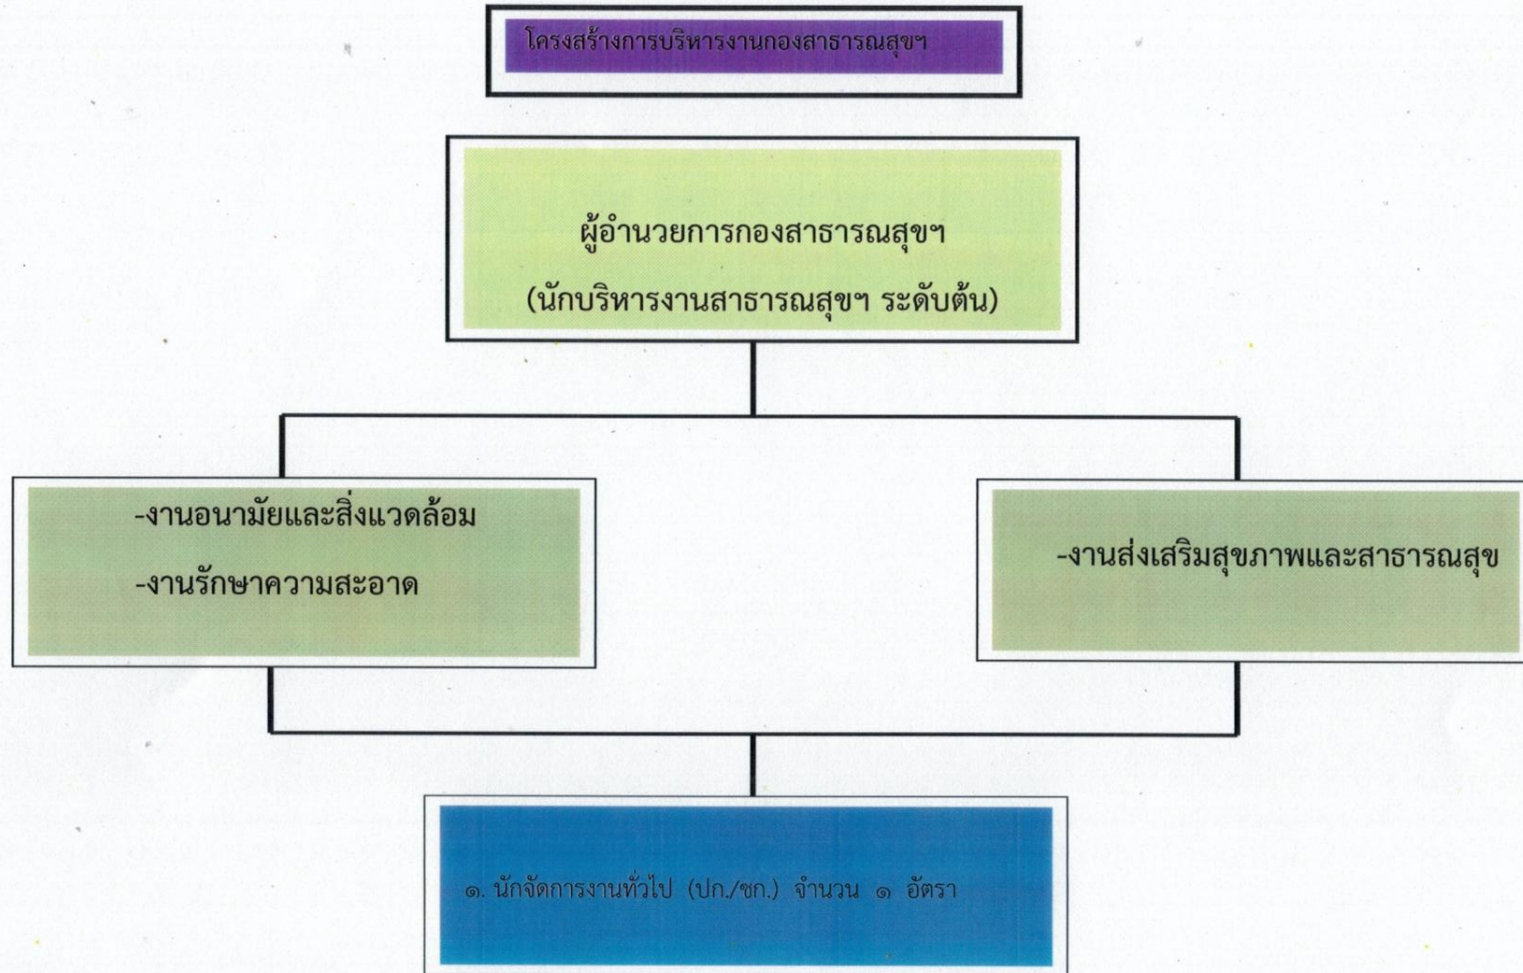 โครงสร้างการบริหารงานกองสาธารณสุขฯ
ผู้อำนวยการกองสาธารณสุขฯ
(นักบริหารงานสาธารณสุขฯ ระดับต้น)
-งานอนามัยและสิ่งแวดล้อม
-งานรักษาความสะอาด
-งานส่งเสริมสุขภาพและสาธารณสุข
๑. นักจัดการงานทั่วไป (ปก./ชก.) จำนวน ๑ อัตรา